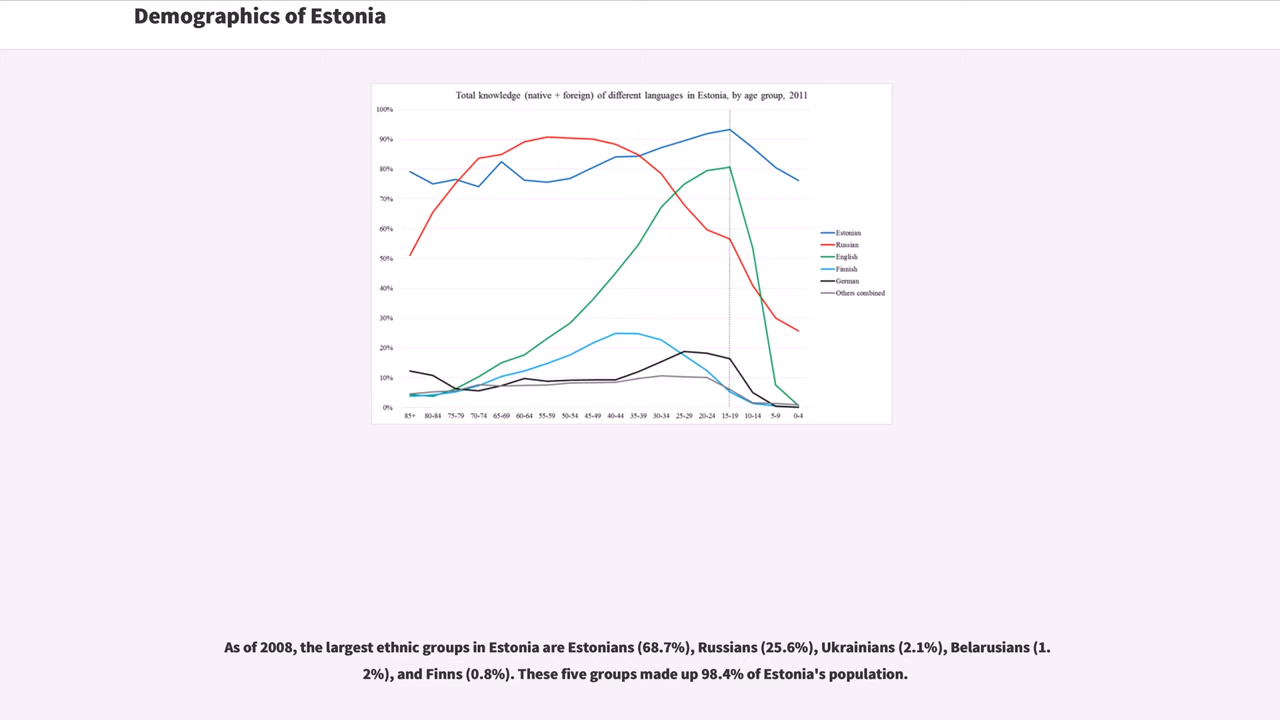 Demographics of Estonia
Total knowledge (native + foreign) of different languages in Estonia, by age group, 2011
100%
90%
80%
70%
60%
50%
40%
30%
20%
10%
0%
85+ 80-84 75-79 70-74 65-69 60-64 55-59 50-54 45-49 40-44 35-39 30-34 25-29 20-24 15-19 10-14 5-9 0-4
Estonian
Russian
English
Finnish
German
Others combined
As of 2008, the largest ethnic groups in Estonia are Estonians (68.7%), Russians (25.6%), Ukrainians (2.1%), Belarusians (1.
2%), and Finns (0.8%). These five groups made up 98.4% of Estonia's population.